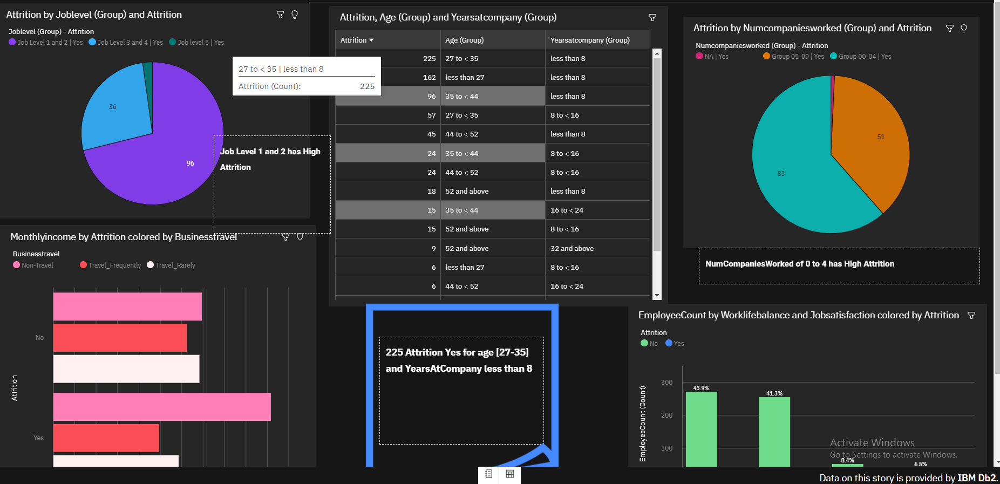 Attrition by Joblevel (Group) and Attrition
Joblevel (Group) - Attrition
Job Level 1 and 2 | Yes Job Level 3 and 4 | Yes Job level 5 | Yes
36
96
Job Level 1 and 2 has High
Attrition
Attrition, Age (Group) and Yearsatcompany (Group)
Attrition Age (Group) Yearsatcompany (Group)
225 27 to < 35 less than 8
162 less than 27 less than 8
96 35 to < 44 less than 8
57 27 to < 35 8 to < 16
45 44 to < 52 less than 8
24 35 to < 44 8 to < 16
24 44 to < 52 8 to < 16
18 52 and above less than 8
15 35 to < 44 16 to < 24
15 52 and above 8 to < 16
9 52 and above 32 and above
6 less than 27 8 to < 16
6 44 to < 52 16 to < 24
27 to < 35 | less than 8
Attrition (Count): 225
Attrition by Numcompaniesworked (Group) and Attrition
Numcompaniesworked (Group) - Attrition
NA | Yes Group 05-09 | Yes Group 00-04 | Yes
51
83
NumCompaniesWorked of 0 to 4 has High Attrition
Monthlyincome by Attrition colored by Businesstravel
Businesstravel
Non-Travel Travel_Frequently Travel_Rarely
No
Attrition
Yes
225 Attrition Yes for age [27-35]
and YearsAtCompany less than 8
EmployeeCount by Worklifebalance and Jobsatisfaction colored by Attrition
Attrition
No Yes
EmployeeCount (Count)
300
200
100
43.9%
41.3%
8.4%
6.5%
Activate Windows
Go to Settings to activate Windows.
Data on this story is provided by IBM Db2.